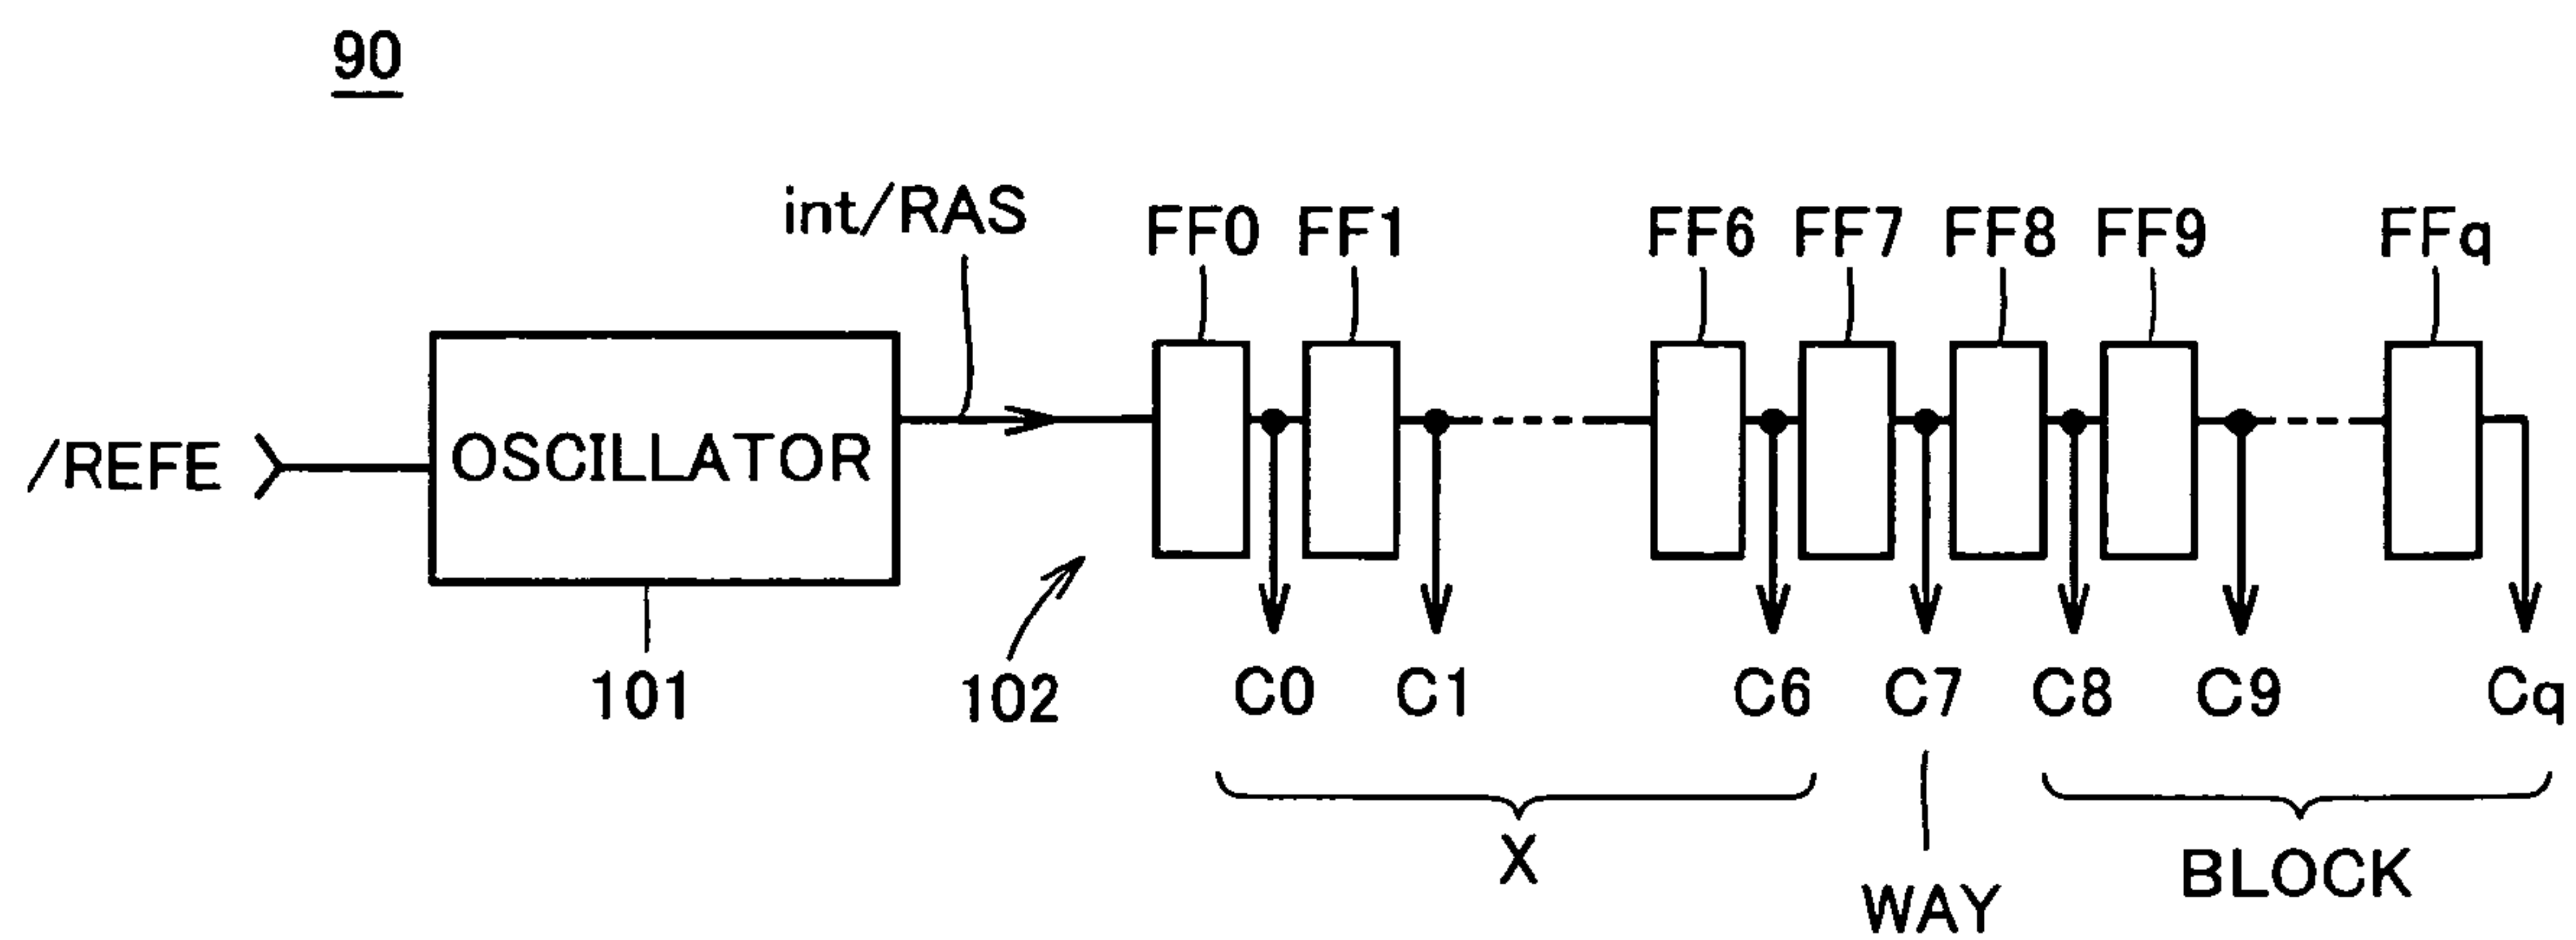 90
int/RAS
FF0 FF1 FF6 FF7 FF8 FF9 FFq
/REFE
OSCILLATOR
101
102
C0 C1 C6 C7 C8 C9 Cq
X
WAY
BLOCK